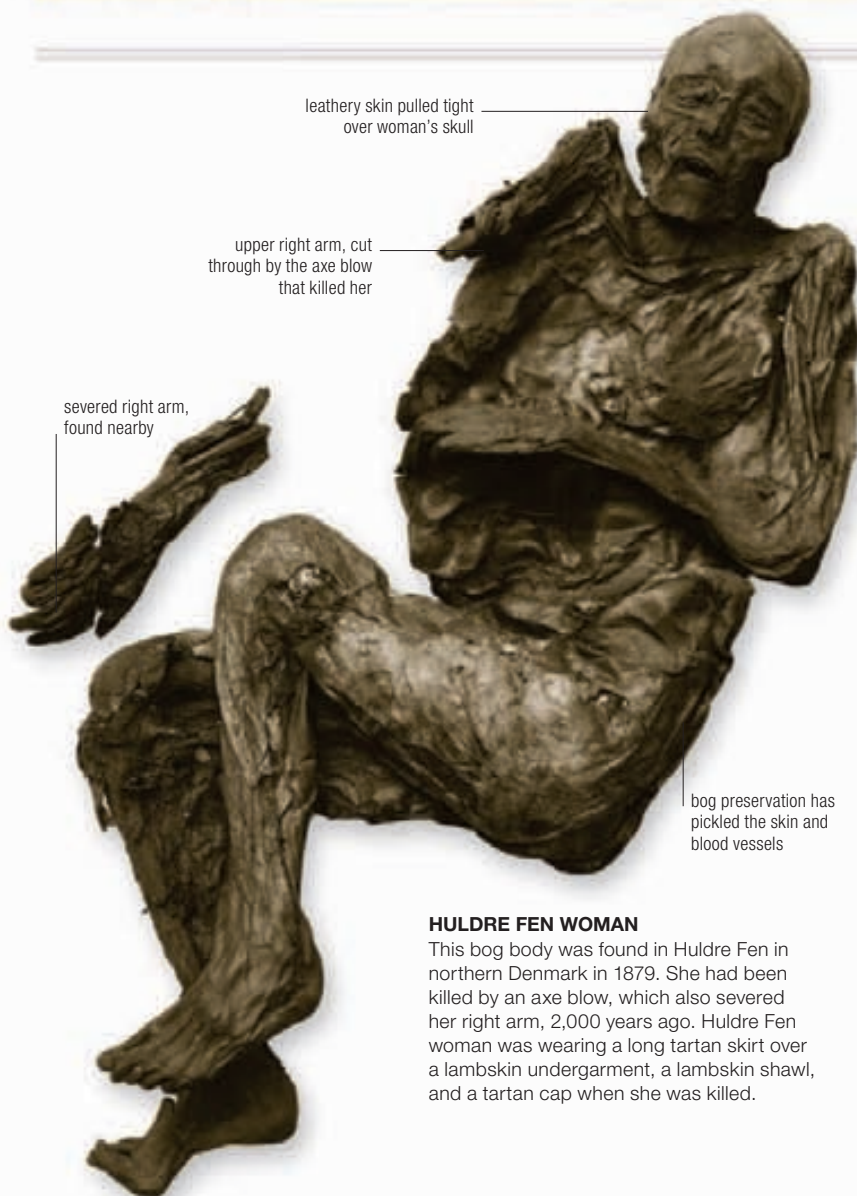 leathery skin pulled tight
over woman's skull
upper right arm, cut
through by the axe blow
that killed her
severed right arm,
found nearby
bog preservation has
pickled the skin and
blood vessels
HULDRE FEN WOMAN
This bog body was found in Huldre Fen in
northern Denmark in 1879. She had been
killed by an axe blow, which also severed
her right arm, 2,000 years ago. Huldre Fen
woman was wearing a long tartan skirt over
a lambskin undergarment, a lambskin shawl,
and a tartan cap when she was killed.